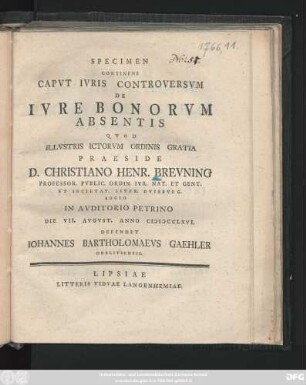 1766,11.
SPECIMEN
CONTINENS
CAPVT IVRIS CONTROVERSVM
DE
IVRE BONORVM
ABSENTIS
QVOD
ILLVSTRIS ICTORVM ORDINIS GRATIA
PRAESIDE
D. CHRISTIANO HENR. BREVNING
PROFESSOR. PVBLIC. ORDIN. IVR. NAT. ET GENT.
ET SOCIETAT. LITER. DVISBVRG.
SOCIO
IN AVDITORIO PETRINO
DIE VII. AVGVST. ANNO CIƆIƆCCLXVI.
DEFENDET
IOHANNES BARTHOLOMAEVS GAEHLER
LIPSIAE
LITTERIS VIDVAE LANGENHEMIAE.